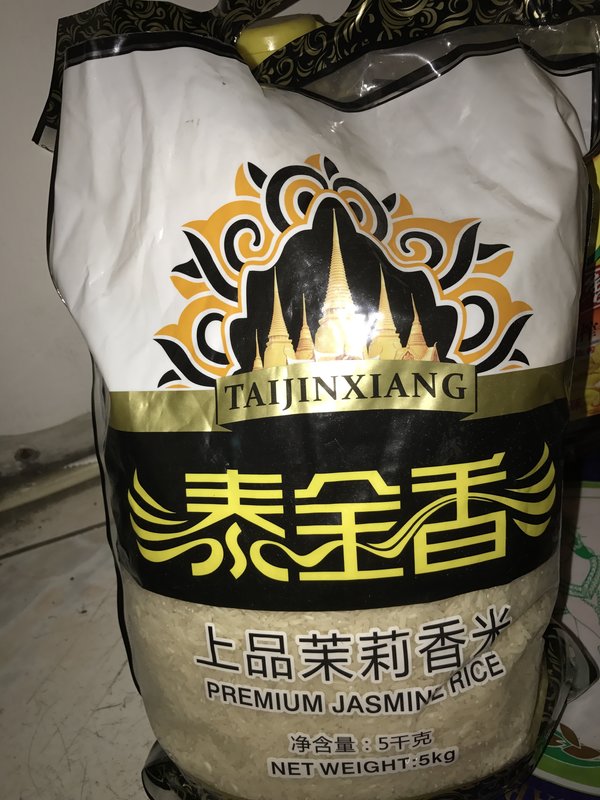 TAIJINXIANG
泰金香
上品茉莉香米
PREMIUM JASMINE RICE
净含量：5千克
NET WEIGHT:5kg